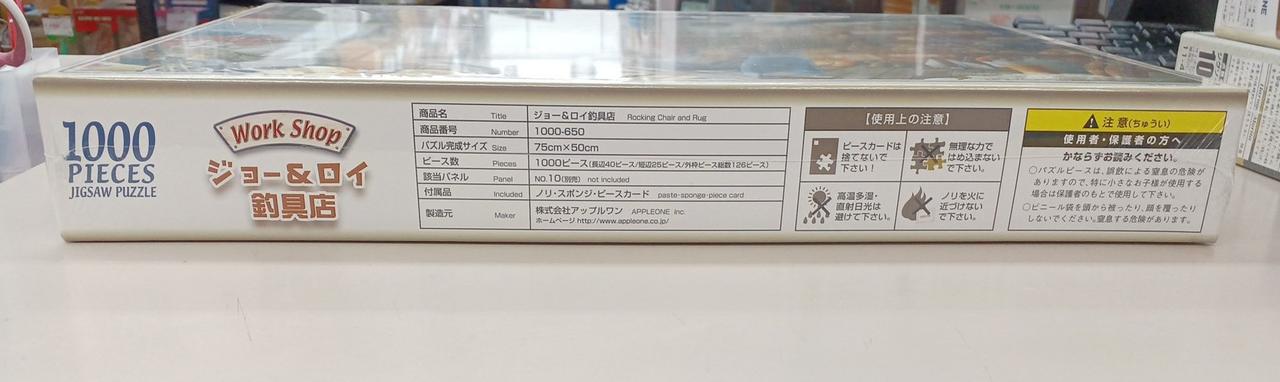 1000
PIECES
JIGSAW PUZZLE
Work Shop
ジョー&ロイ
釣具店
商品名 Title ジョー&ロイ釣具店 Rocking Chair and Rug
商品番号 Number 1000-650
パズル完成サイズ Size 75cm×50cm
ピース数 Pieces 1000ピース(長辺40ピース/短辺25ピース/外枠ピース総数126ピース)
該当パネル Panel NO.10(別売) not included
付属品 Included ノリ・スポンジ・ピースカード paste・sponge・piece card
製造元 Maker 株式会社アップルワン APPLEONE inc.
ホームページ http://www.appleone.co.jp/
【使用上の注意】
ピースカードは
捨てないで
下さい!
無理な力で
はめ込まない
で下さい。
高温多湿・
直射日光は
避けて下さい。
ノリを火に
近づけない
で下さい。
注意(ちゅうい)
使用者・保護者の方へ
かならずお読みください。
○パズルピースは、誤飲による窒息の危険が
ありますので、特に小さなお子様が使用する
場合は保護者のもとで使用して下さい。
○ビニール袋を頭から被ったり、顔を覆ったり
しないでください。窒息する危険があります。
10